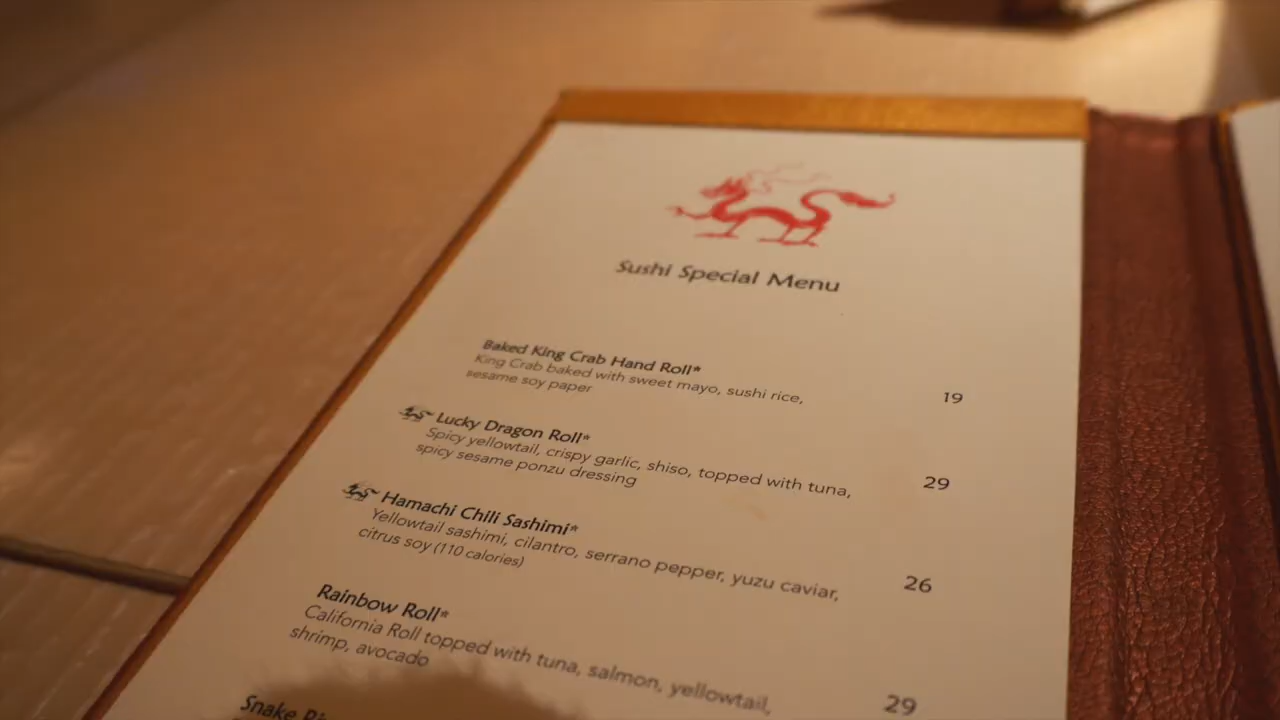 Sushi Special Menu
Baked King Crab Hand Roll*
King Crab baked with sweet mayo, sushi rice,
sesame soy paper
19
Lucky Dragon Roll*
Spicy yellowtail, crispy garlic, shiso, topped with tuna,
spicy sesame ponzu dressing
29
Hamachi Chili Sashimi*
Yellowtail sashimi, cilantro, serrano pepper, yuzu caviar,
citrus soy (110 calories)
26
Rainbow Roll*
California Roll topped with tuna, salmon, yellowtail,
shrimp, avocado
29
Snake